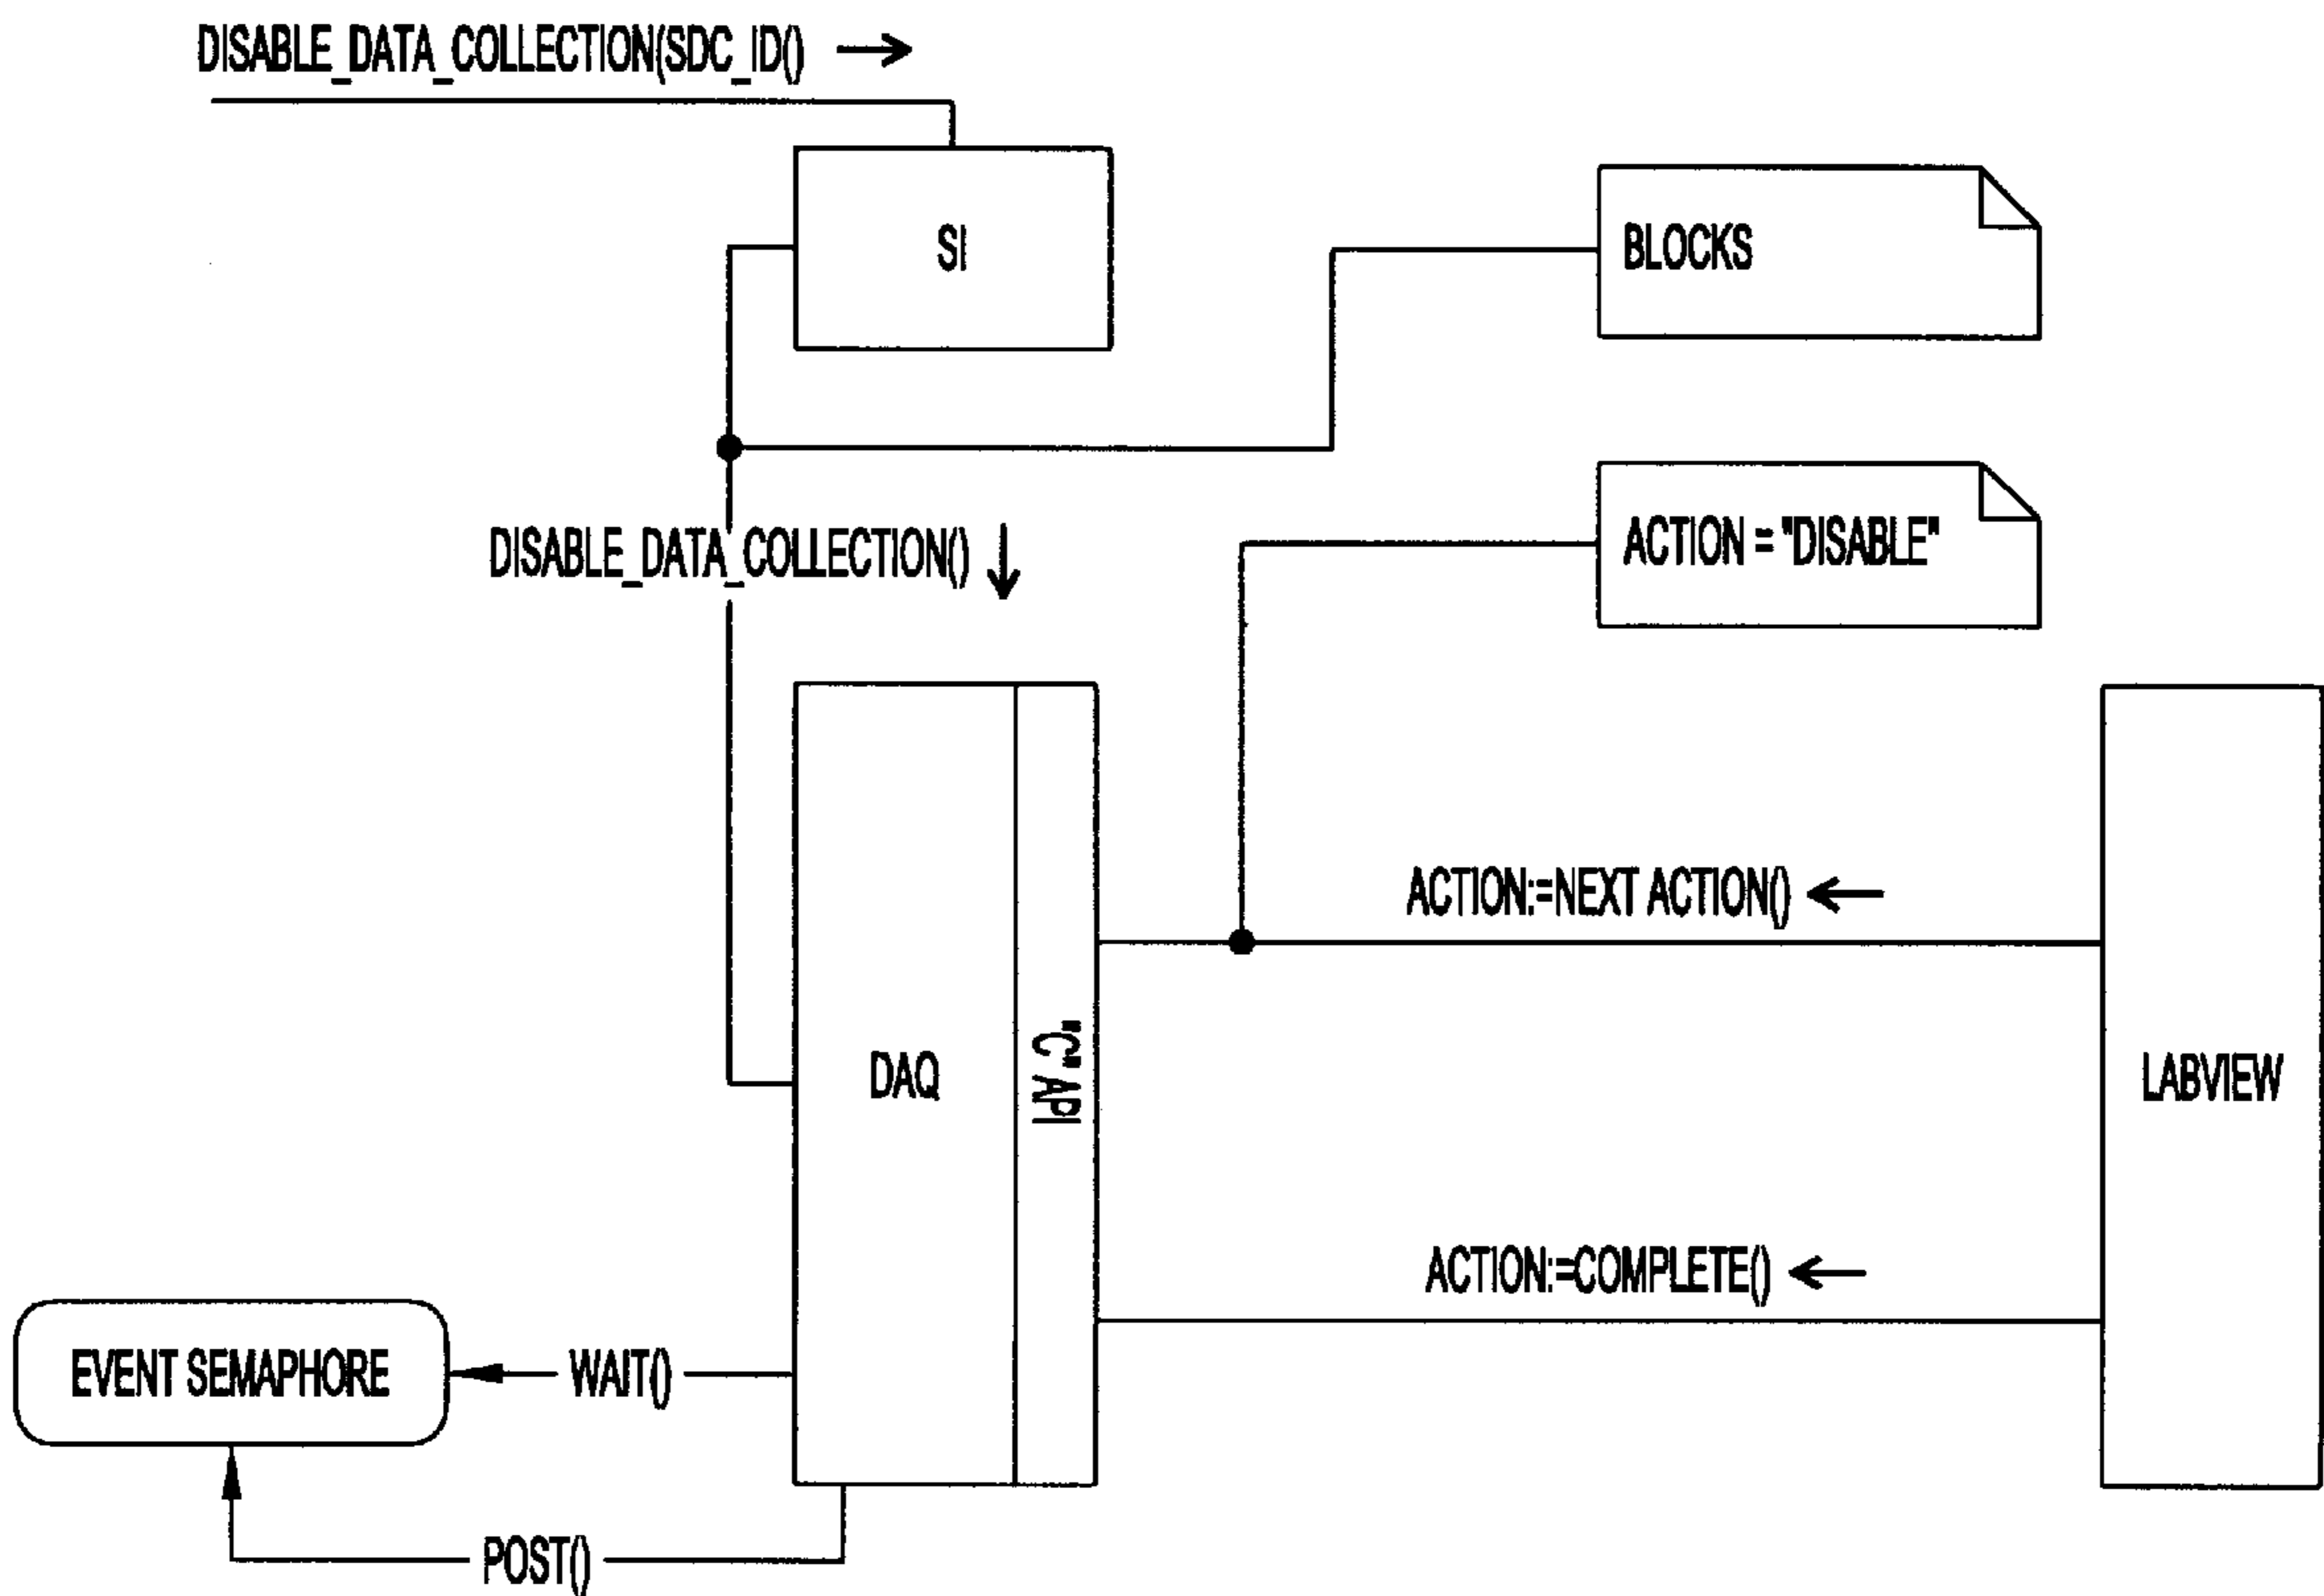 DISABLE_DATA_COLLECTION(SDC_ID()
SI
BLOCKS
DISABLE_DATA_COLLECTION()
ACTION = "DISABLE"
ACTION:=NEXT ACTION()
DAQ
"C" API
LABVIEW
ACTION:=COMPLETE()
EVENT SEMAPHORE
WAIT()
POST()